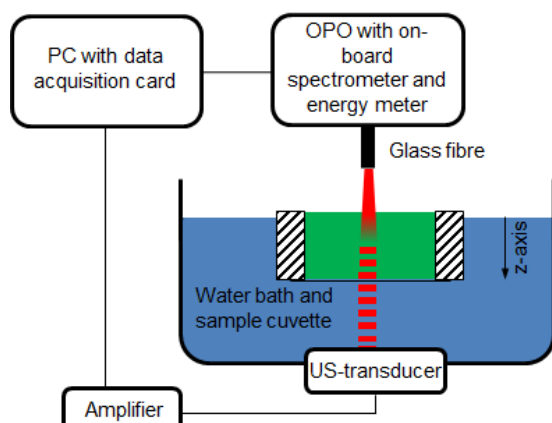 PC with data
acquisition card
OPO with on-
board
spectrometer and
energy meter
Glass fibre
z-axis
Water bath and
sample cuvette
US-transducer
Amplifier